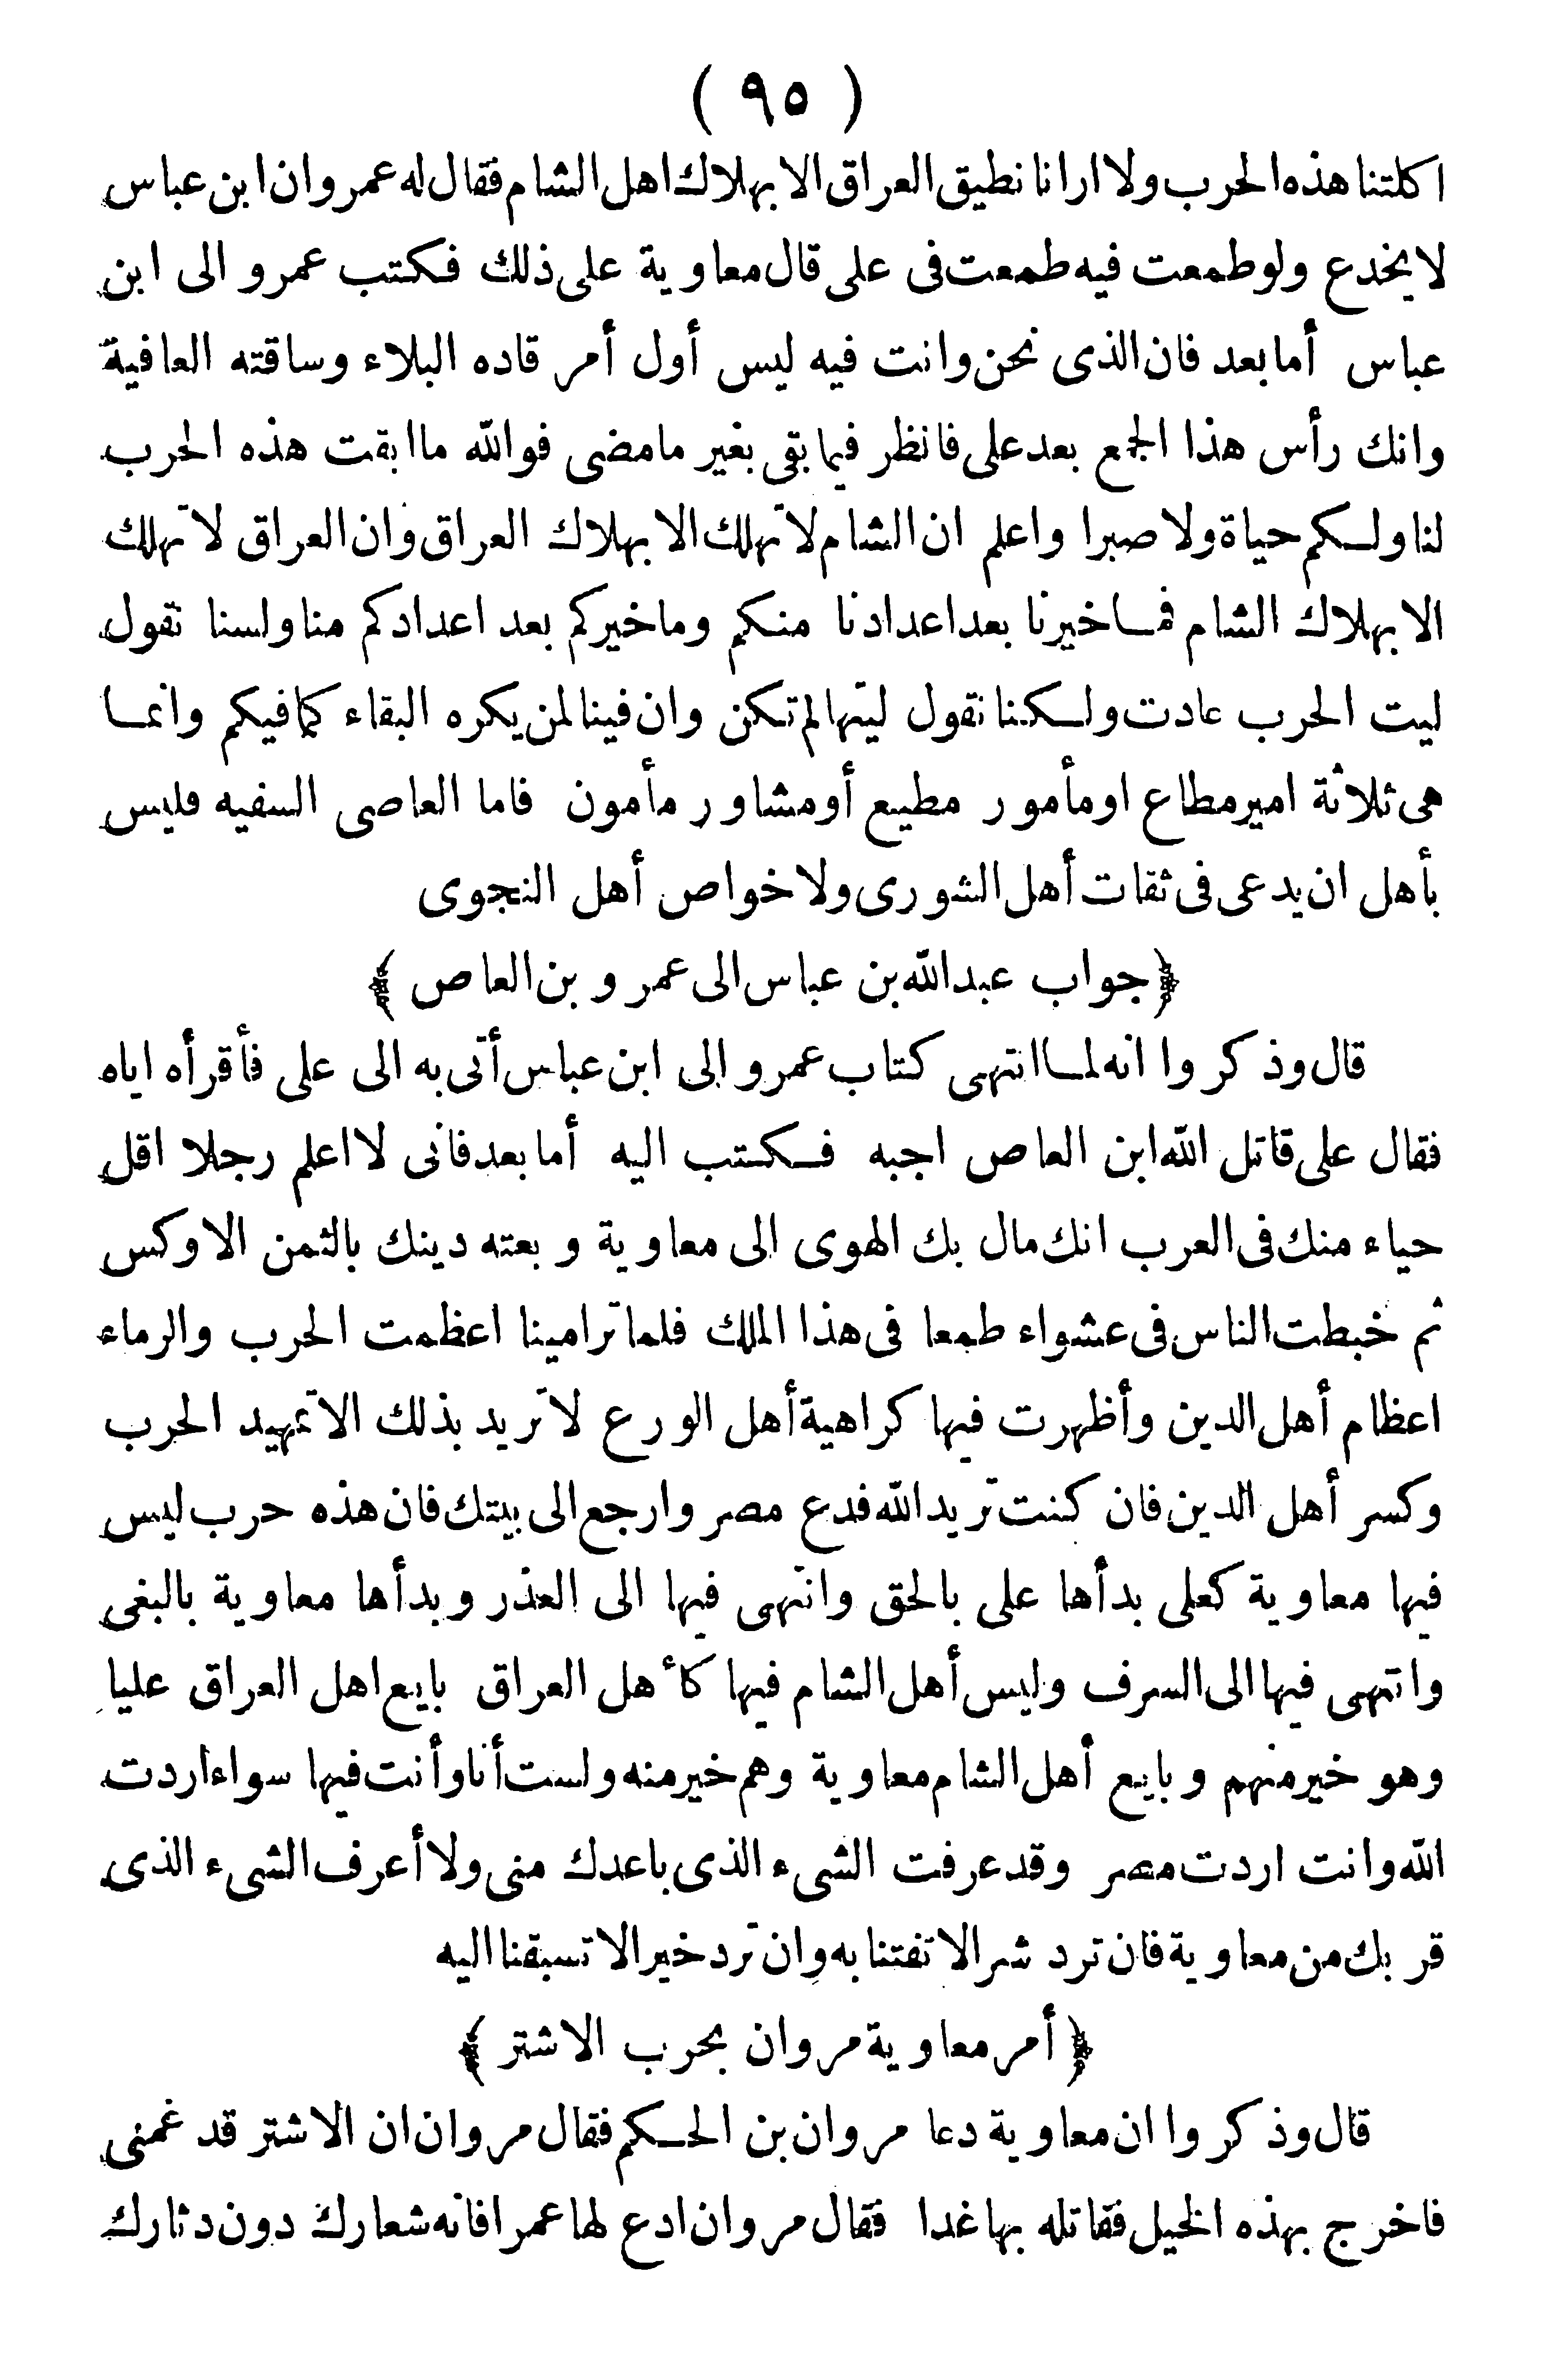 ( ٩٥ )
اكلتنا هذه الحرب ولا ارانا نطيق العراق الا بهلاك اهل الشام فقال له عمرو ان ابن عباس
لا يخدع ولو طمعت فيه طمعت فى على قال معاوية على ذلك فكتب عمرو الى ابن
عباس أما بعد فان الذى نحن وانت فيه ليس أول أمر قاده البلاء وساقته العافية
وانك رأس هذا الجمع بعد على فانظر فيما بقى بغير مامضى فوالله ما ابقت هذه الحرب
لنا ولكم حياة ولا صبرا واعلم ان الشام لا تهلك الا بهلاك العراق وان العراق لا تهلك
الا بهلاك الشام فما خيرنا بعد اعدادنا منكم وما خيركم بعد اعدادكم منا ولسنا نقول
ليت الحرب عادت ولكنا نقول ليتها لم تكن وان فينا لمن يكره البقاء كما فيكم وانما
هى ثلاثة امير مطاع او مأمور مطيع أو مشاور مأمون فاما العاصى السفيه فليس
بأهل ان يدعى فى ثقات أهل الشورى ولا خواص أهل النجوى
﴿جواب عبد الله بن عباس الى عمرو بن العاص ﴾
قال وذكروا انه لما انتهى كتاب عمرو الى ابن عباس أتى به الى على فأقرأه اياه
فقال على قاتل الله ابن العاص اجبه فكتب اليه أما بعد فانى لا اعلم رجلا اقل
حياء منك فى العرب انك مال بك الهوى الى معاوية و بعته دينك بالثمن الاوكس
ثم خبطت الناس فى عشواء طمعا فى هذا الملك فلما ترامينا اعظمت الحرب والرماء
اعظام أهل الدين وأظهرت فيها كراهية أهل الورع لا تريد بذلك الا تمهيد الحرب
وكسر أهل الدين فان كنت تريد الله فدع مصر وارجع الى بيتك فان هذه حرب ليس
فيها معاوية كعلى بدأها على بالحق وانتهى فيها الى العذر وبدأها معاوية بالبغى
وانتهى فيها الى السرف وليس أهل الشام فيها كأهل العراق بايع اهل العراق عليا
وهو خير منهم وبايع أهل الشام معاوية وهم خير منه ولست أنا وأنت فيها سواء اردت
الله وانت اردت مصر وقد عرفت الشىء الذى باعدك منى ولا أعرف الشىء الذى
قربك من معاوية فان ترد شرا لا تفتنا به وان ترد خيرا لا تسبقنا اليه
﴿ أمر معاوية مروان بحرب الاشتر ﴾
قال وذكروا ان معاوية دعا مروان بن الحكم فقال مروان ان الاشتر قد غمنى
فاخرج بهذه الخيل فقاتله بها غدا فقال مروان ادع لها عمرا فانه شعارك دون دثارك